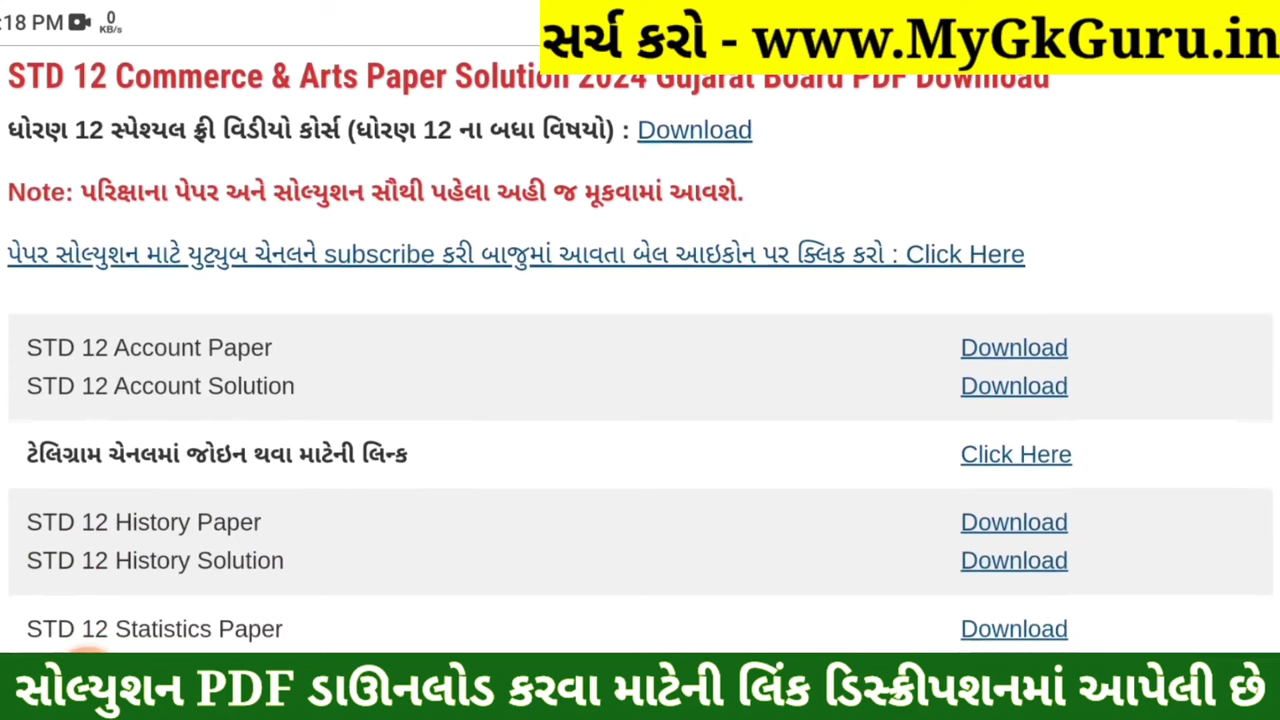 :18 PM 0 KB/s
સર્ચ કરો - www.MyGkGuru.in
STD 12 Commerce & Arts Paper Solution 2024 Gujarat Board PDF Download
ધોરણ 12 સ્પેશ્યલ ફ્રી વિડીયો કોર્સ (ધોરણ 12 ના બધા વિષયો) : Download
Note: પરિક્ષાના પેપર અને સોલ્યુશન સૌથી પહેલા અહી જ મૂકવામાં આવશે.
પેપર સોલ્યુશન માટે યુટ્યુબ ચેનલને subscribe કરી બાજુમાં આવતા બેલ આઇકોન પર ક્લિક કરો : Click Here
STD 12 Account Paper Download
STD 12 Account Solution Download
ટેલિગ્રામ ચેનલમાં જોઇન થવા માટેની લિન્ક Click Here
STD 12 History Paper Download
STD 12 History Solution Download
STD 12 Statistics Paper Download
સોલ્યુશન PDF ડાઊનલોડ કરવા માટેની લિંક ડિસ્ક્રીપશનમાં આપેલી છે